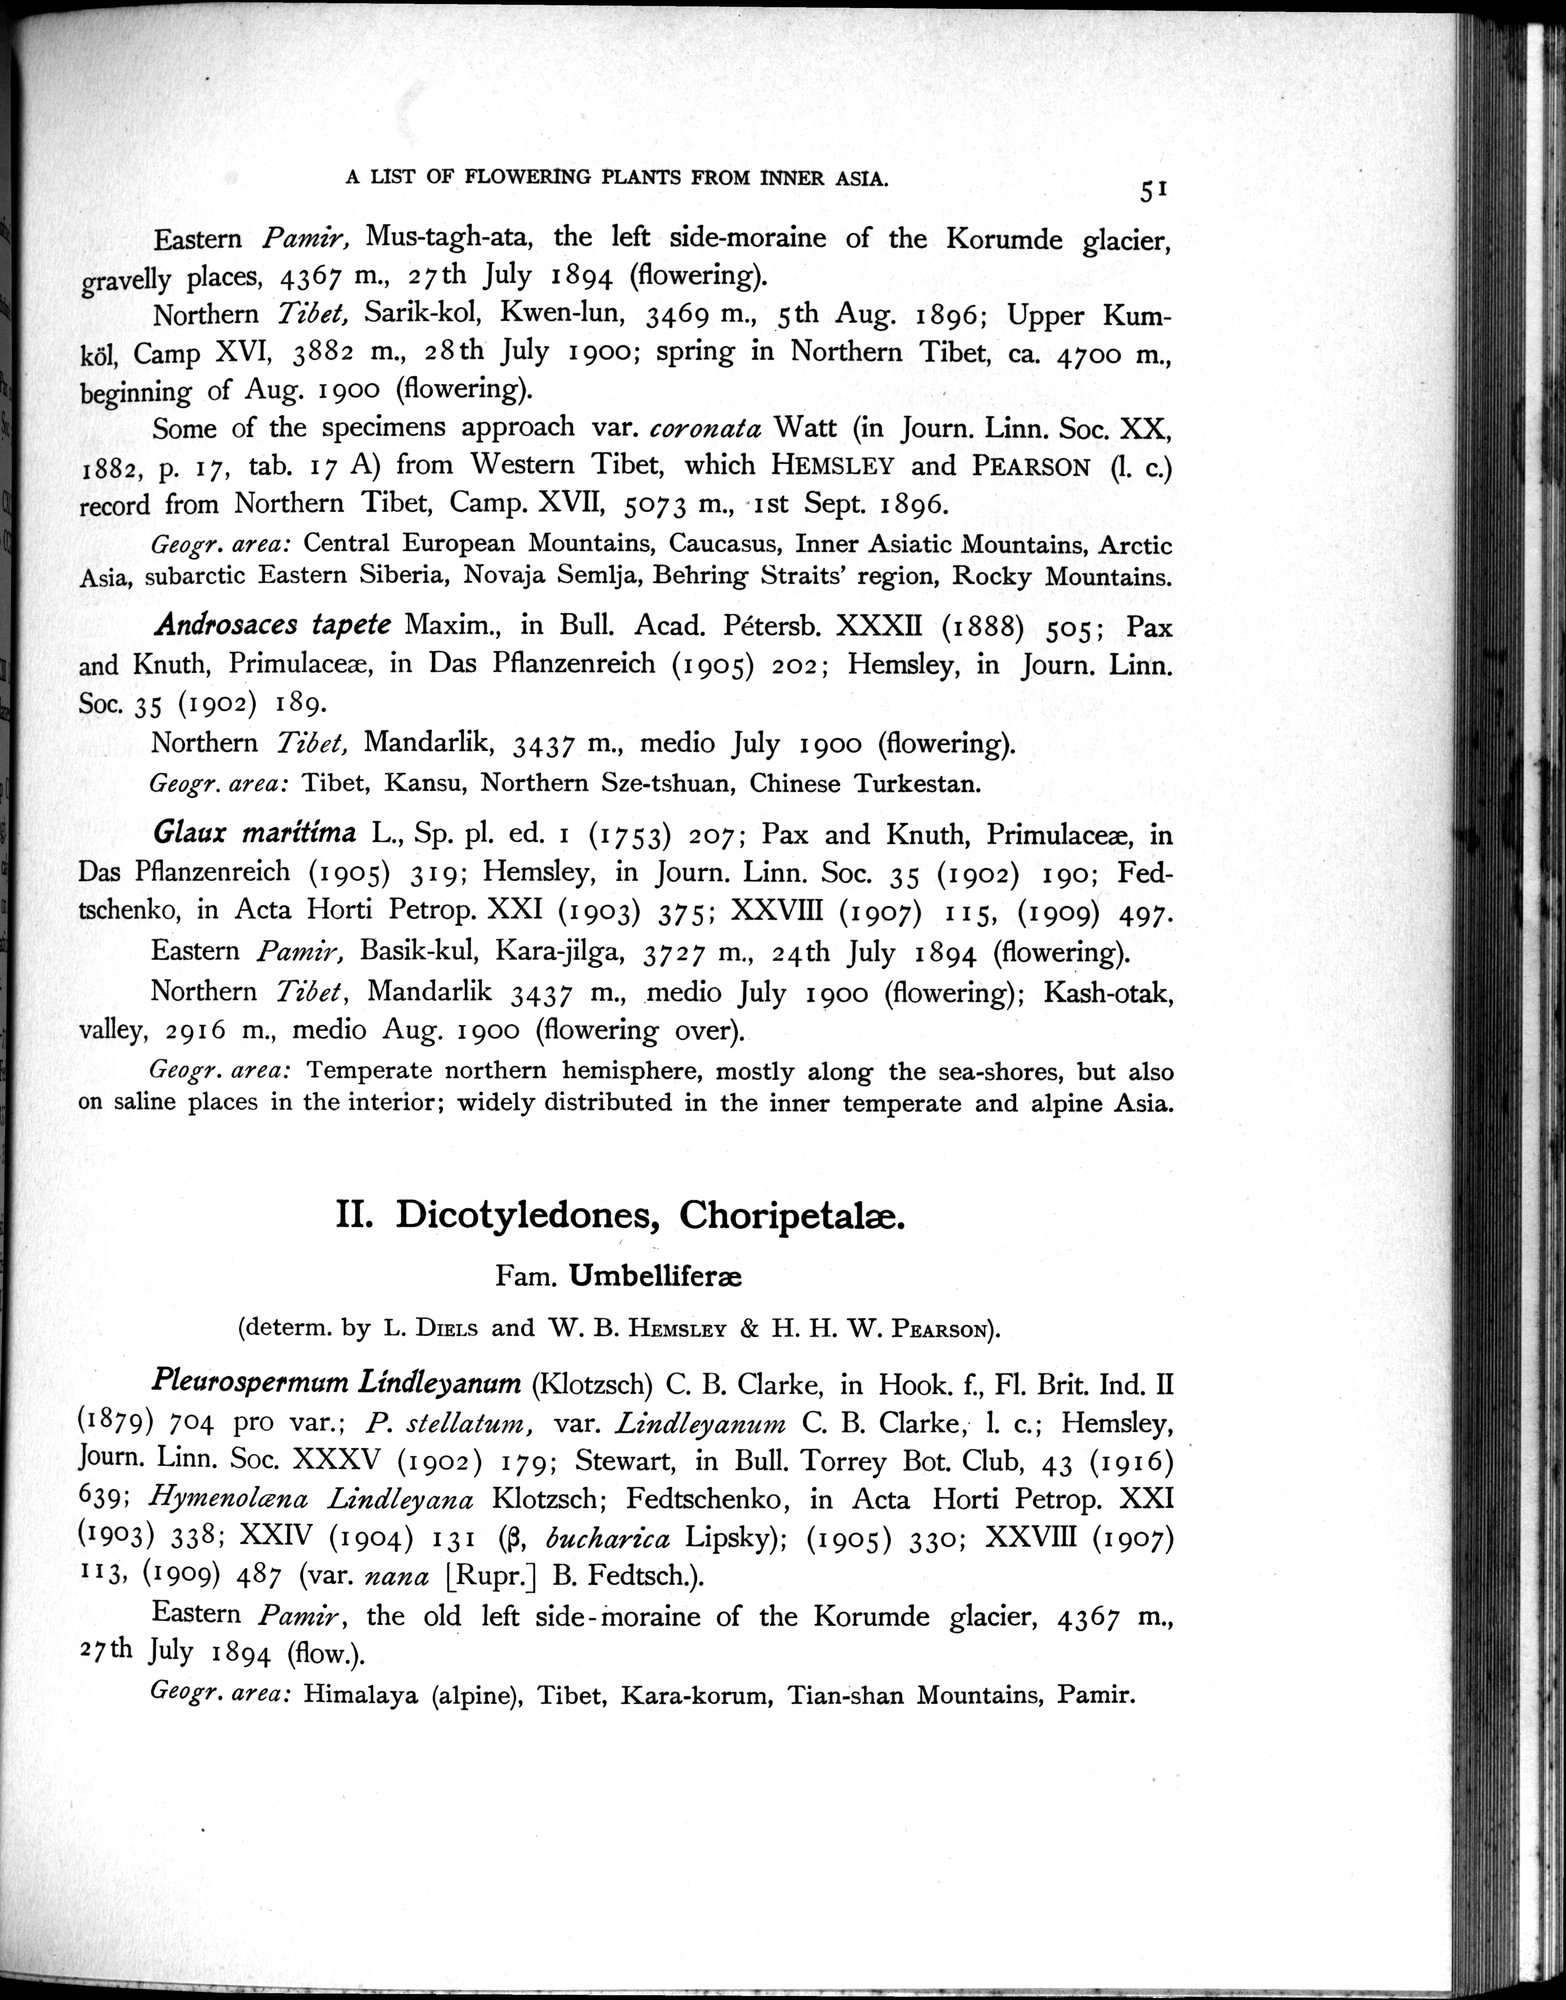 A LIST OF FLOWERING PLANTS FROM INNER ASIA.
51
Eastern Pamir, Mus-tagh-ata, the left side-moraine of the Korumde glacier,
gravelly places, 4367 m., 27th July 1894 (flowering).
Northern Tibet, Sarik-kol, Kwen-lun, 3469 m., 5th Aug. 1896; Upper Kum-
köl, Camp XVI, 3882 m., 28th July 1900; spring in Northern Tibet, ca. 4700 m.,
beginning of Aug. 1900 (flowering).
Some of the specimens approach var. coronata Watt (in Journ. Linn. Soc. XX,
1882, p. 17, tab. 17 A) from Western Tibet, which HEMSLEY and PEARSON (l. c.)
record from Northern Tibet, Camp. XVII, 5073 m., 1st Sept. 1896.
Geogr. area: Central European Mountains, Caucasus, Inner Asiatic Mountains, Arctic
Asia, subarctic Eastern Siberia, Novaja Semlja, Behring Straits’ region, Rocky Mountains.
Androsaces tapete Maxim., in Bull. Acad. Pétersb. XXXII (1888) 505; Pax
and Knuth, Primulaceæ, in Das Pflanzenreich (1905) 202; Hemsley, in Journ. Linn.
Soc. 35 (1902) 189.
Northern Tibet, Mandarlik, 3437 m., medio July 1900 (flowering).
Geogr. area: Tibet, Kansu, Northern Sze-tshuan, Chinese Turkestan.
Glaux maritima L., Sp. pl. ed. 1 (1753) 207; Pax and Knuth, Primulaceæ, in
Das Pflanzenreich (1905) 319; Hemsley, in Journ. Linn. Soc. 35 (1902) 190; Fed-
tschenko, in Acta Horti Petrop. XXI (1903) 375; XXVIII (1907) 115, (1909) 497.
Eastern Pamir, Basik-kul, Kara-jilga, 3727 m., 24th July 1894 (flowering).
Northern Tibet, Mandarlik 3437 m., medio July 1900 (flowering); Kash-otak,
valley, 2916 m., medio Aug. 1900 (flowering over).
Geogr. area: Temperate northern hemisphere, mostly along the sea-shores, but also
on saline places in the interior; widely distributed in the inner temperate and alpine Asia.
II. Dicotyledones, Choripetalæ.
Fam. Umbelliferæ
(determ. by L. DIELS and W. B. HEMSLEY & H. H. W. PEARSON).
Pleurospermum Lindleyanum (Klotzsch) C. B. Clarke, in Hook. f., Fl. Brit. Ind. II
(1879) 704 pro var.; P. stellatum, var. Lindleyanum C. B. Clarke, l. c.; Hemsley,
Journ. Linn. Soc. XXXV (1902) 179; Stewart, in Bull. Torrey Bot. Club, 43 (1916)
639; Hymenolæna Lindleyana Klotzsch; Fedtschenko, in Acta Horti Petrop. XXI
(1903) 338; XXIV (1904) 131 (β, bucharica Lipsky); (1905) 330; XXVIII (1907)
113, (1909) 487 (var. nana [Rupr.] B. Fedtsch.).
Eastern Pamir, the old left side-moraine of the Korumde glacier, 4367 m.,
27th July 1894 (flow.).
Geogr. area: Himalaya (alpine), Tibet, Kara-korum, Tian-shan Mountains, Pamir.